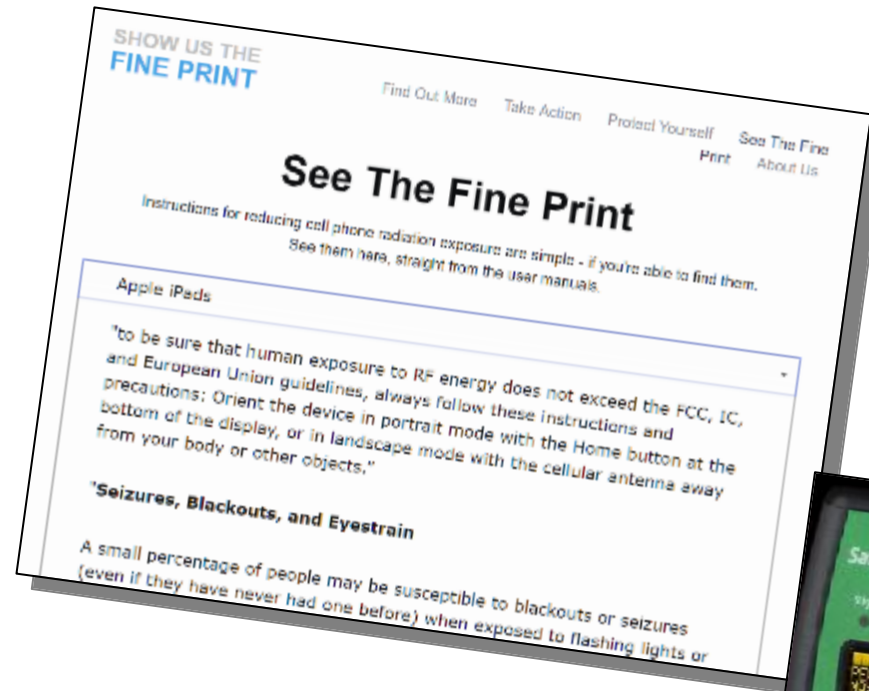 SHOW US THE
FINE PRINT
Find Out More Take Action Protect Yourself See The Fine
Print About Us
See The Fine Print
Instructions for reducing cell phone radiation exposure are simple - if you're able to find them.
See them here, straight from the user manuals.
Apple iPads
"to be sure that human exposure to RF energy does not exceed the FCC, IC,
and European Union guidelines, always follow these instructions and
precautions: Orient the device in portrait mode with the Home button at the
bottom of the display, or in landscape mode with the cellular antenna away
from your body or other objects."
"Seizures, Blackouts, and Eyestrain
A small percentage of people may be susceptible to blackouts or seizures
(even if they have never had one before) when exposed to flashing lights or